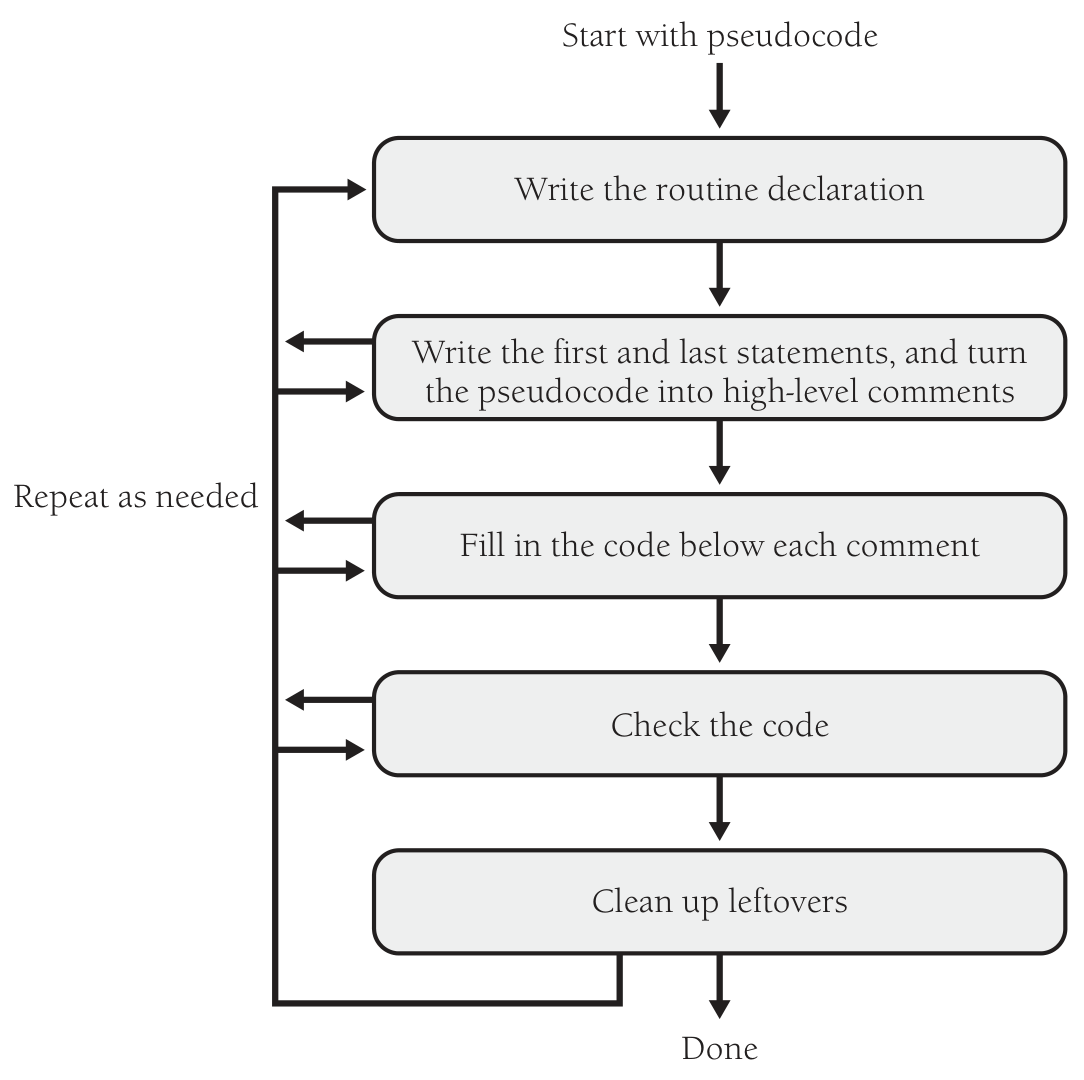 Start with pseudocode
Write the routine declaration
Write the first and last statements, and turn
the pseudocode into high-level comments
Repeat as needed
Fill in the code below each comment
Check the code
Clean up leftovers
Done